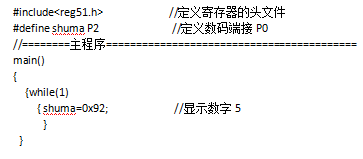 #include<reg51.h> //定义寄存器的头文件
#define shuma P2 //定义数码端接 P0
//========主程序==========================================
main()
{
{while(1)
{ shuma=0x92; //显示数字 5
}
}